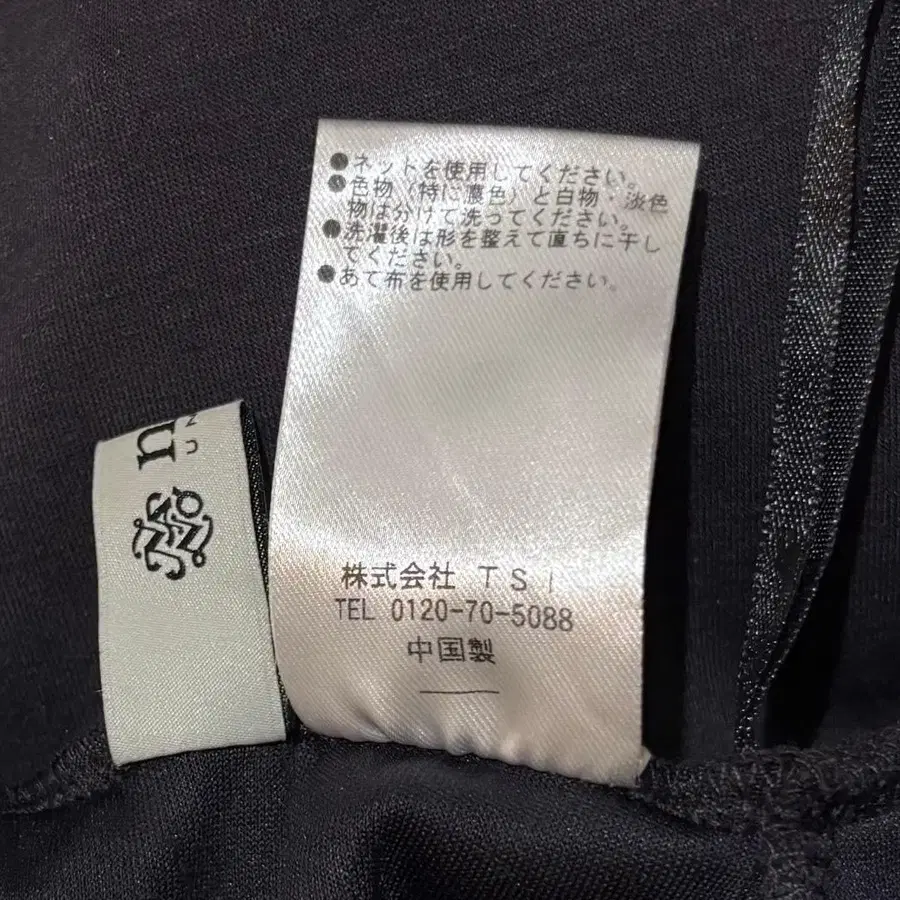 ●ネットを使用してください。
●色物（特に濃色）と白物・淡色
物は分けて洗ってください。
●洗濯後は形を整えて直ちに干し
てください。
●あて布を使用してください。
株式会社 ＴＳＩ
TEL 0120-70-5088
中国製